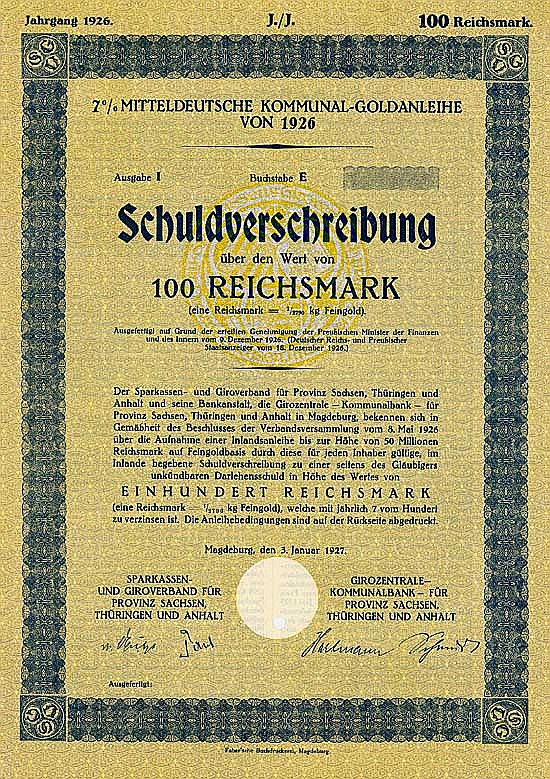 Jahrgang 1926. J./J. 100 Reichsmark.
7% MITTELDEUTSCHE KOMMUNAL-GOLDANLEIHE
VON 1926
Ausgabe I Buchstabe E
Schuldverschreibung
über den Wert von
100 REICHSMARK
(eine Reichsmark = 1/2790 kg Feingold).
Ausgefertigt auf Grund der erteilten Genehmigung der Preußischen Minister der Finanzen
und des Innern vom 9. Dezember 1926. (Deutscher Reichs- und Preußischer
Staatsanzeiger vom 18. Dezember 1926.)
Der Sparkassen- und Giroverband für Provinz Sachsen, Thüringen und
Anhalt und seine Bankanstalt, die Girozentrale – Kommunalbank – für
Provinz Sachsen, Thüringen und Anhalt in Magdeburg, bekennen sich in
Gemäßheit des Beschlusses der Verbandsversammlung vom 8. Mai 1926
über die Aufnahme einer Inlandsanleihe bis zur Höhe von 50 Millionen
Reichsmark auf Feingoldbasis durch diese für jeden Inhaber gültige, im
Inlande begebene Schuldverschreibung zu einer seitens des Gläubigers
unkündbaren Darlehensschuld in Höhe des Wertes von
EINHUNDERT REICHSMARK
(eine Reichsmark 1/2790 kg Feingold), welche mit jährlich 7 vom Hundert
zu verzinsen ist. Die Anleihebedingungen sind auf der Rückseite abgedruckt.
Magdeburg, den 3. Januar 1927.
SPARKASSEN-
UND GIROVERBAND FÜR
PROVINZ SACHSEN,
THÜRINGEN UND ANHALT
GIROZENTRALE–
KOMMUNALBANK – FÜR
PROVINZ SACHSEN,
THÜRINGEN UND ANHALT
Ausgefertigt:
Faber'sche Buchdruckerei, Magdeburg.